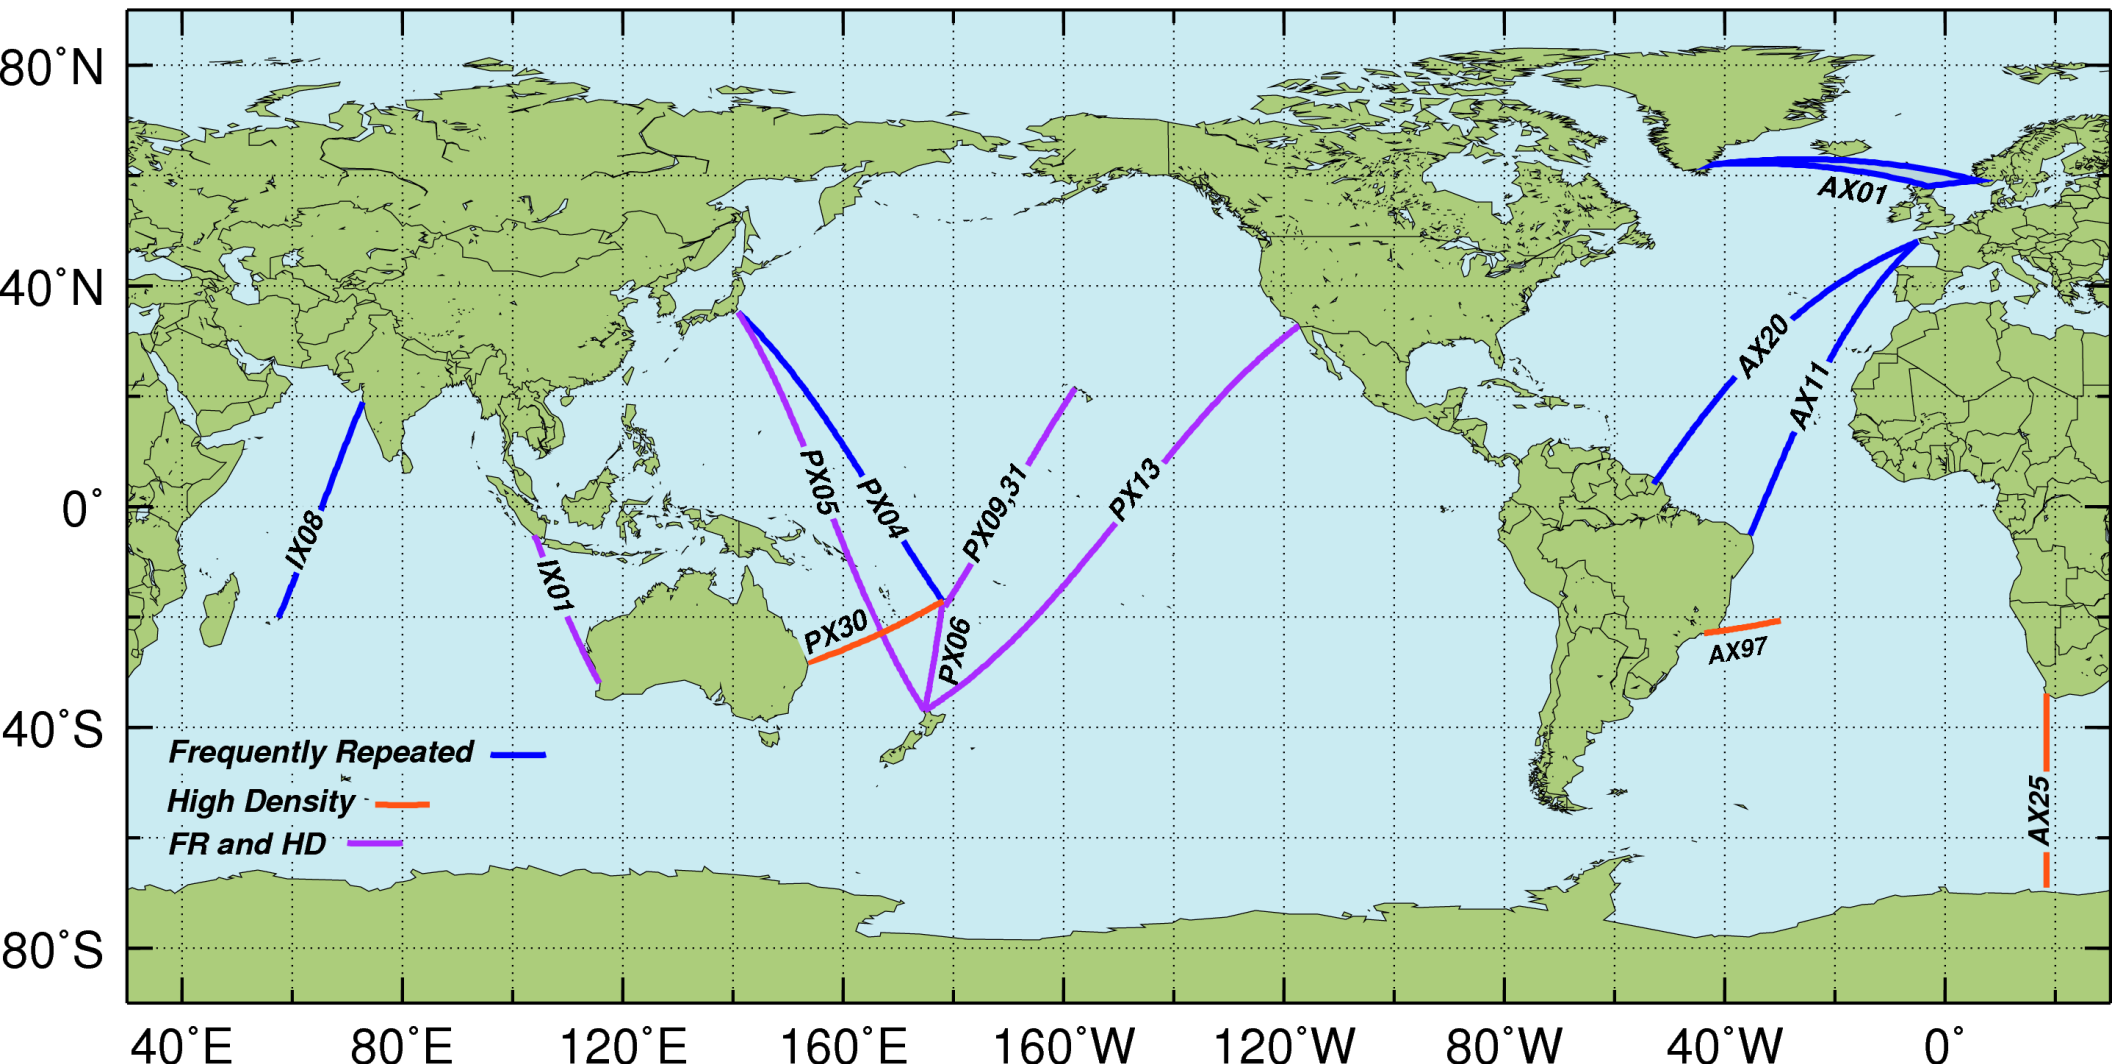 80°N
40°N
0°
40°S
80°S
AX01
AX20
AX11
PX05
PX04
PX09,31
PX13
IX08
IX01
PX30
PX06
AX97
AX25
Frequently Repeated
High Density
FR and HD
40°E 80°E 120°E 160°E 160°W 120°W 80°W 40°W 0°